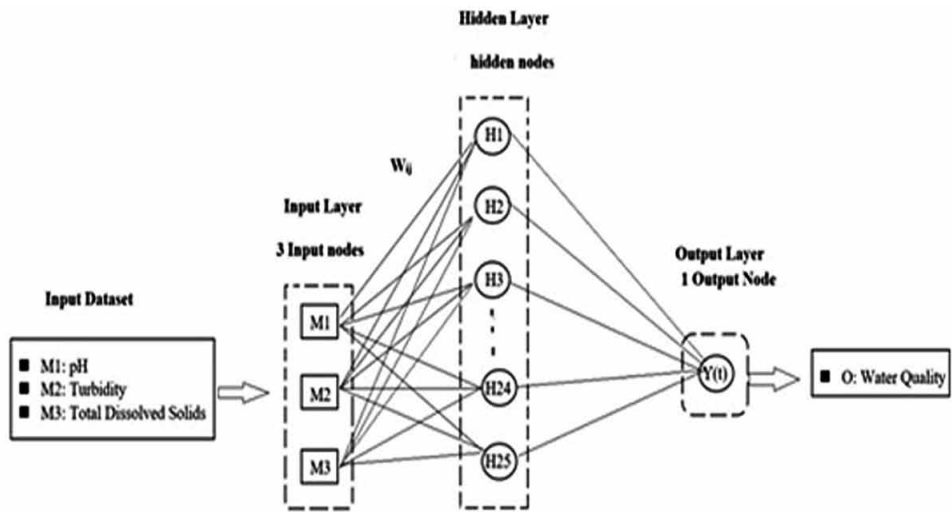 Hidden Layer
hidden nodes
W_ij
Input Layer
3 Input nodes
Input Dataset
M1: pH
M2: Turbidity
M3: Total Dissolved Solids
M1
M2
M3
H1
H2
H3
H24
H25
Output Layer
1 Output Node
Y(t)
O: Water Quality